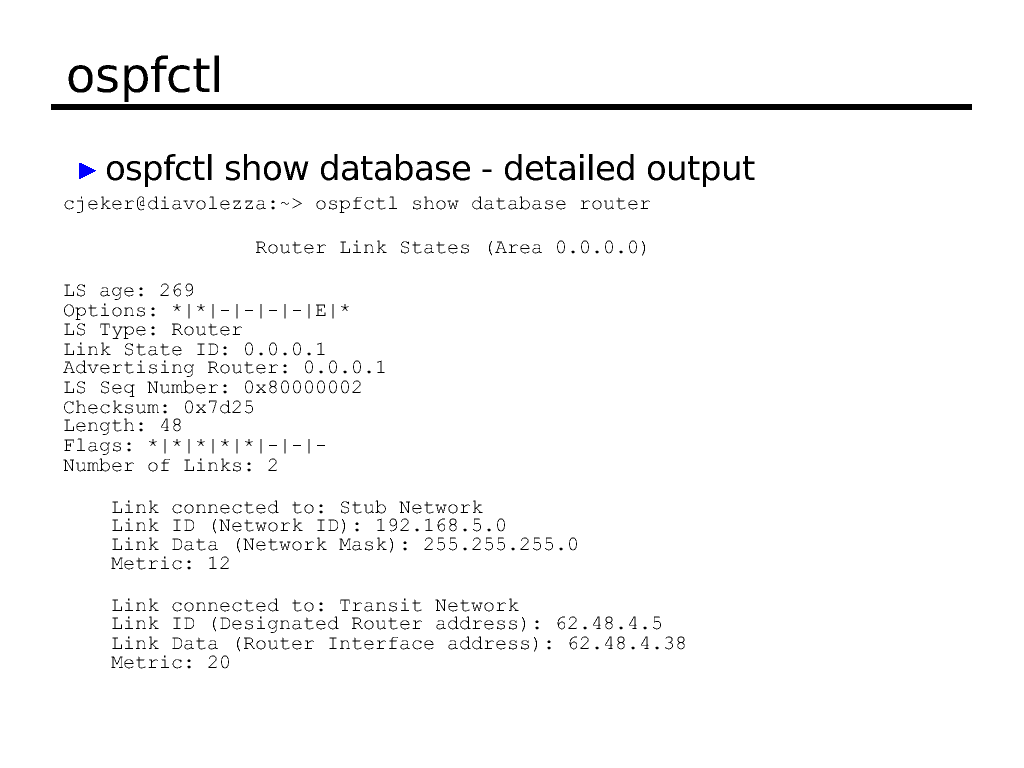 ospfctl
ospfctl show database - detailed output
cjeker@diavolezza:~> ospfctl show database router
Router Link States (Area 0.0.0.0)
LS age: 269
Options: *|*|-|-|-|-|E|*
LS Type: Router
Link State ID: 0.0.0.1
Advertising Router: 0.0.0.1
LS Seq Number: 0x80000002
Checksum: 0x7d25
Length: 48
Flags: *|*|*|*|*|-|-|-
Number of Links: 2
Link connected to: Stub Network
Link ID (Network ID): 192.168.5.0
Link Data (Network Mask): 255.255.255.0
Metric: 12
Link connected to: Transit Network
Link ID (Designated Router address): 62.48.4.5
Link Data (Router Interface address): 62.48.4.38
Metric: 20